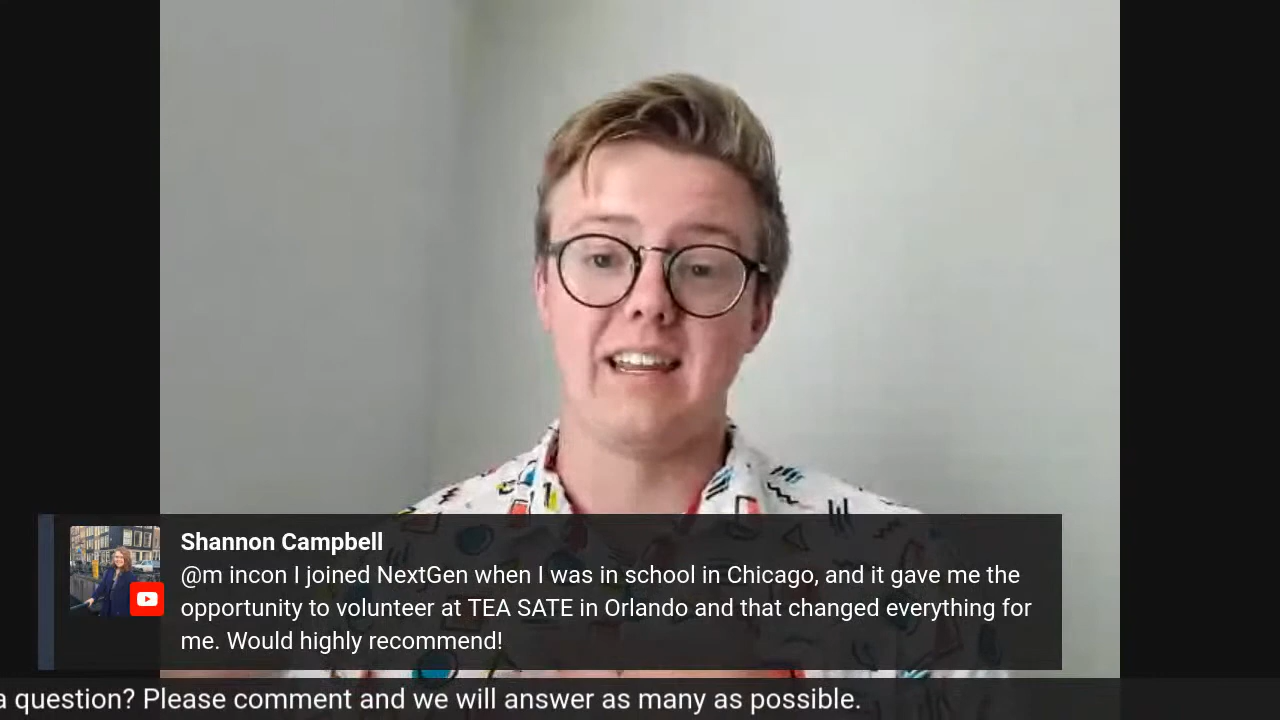 Shannon Campbell
@m incon I joined NextGen when I was in school in Chicago, and it gave me the
opportunity to volunteer at TEA SATE in Orlando and that changed everything for
me. Would highly recommend!
a question? Please comment and we will answer as many as possible.